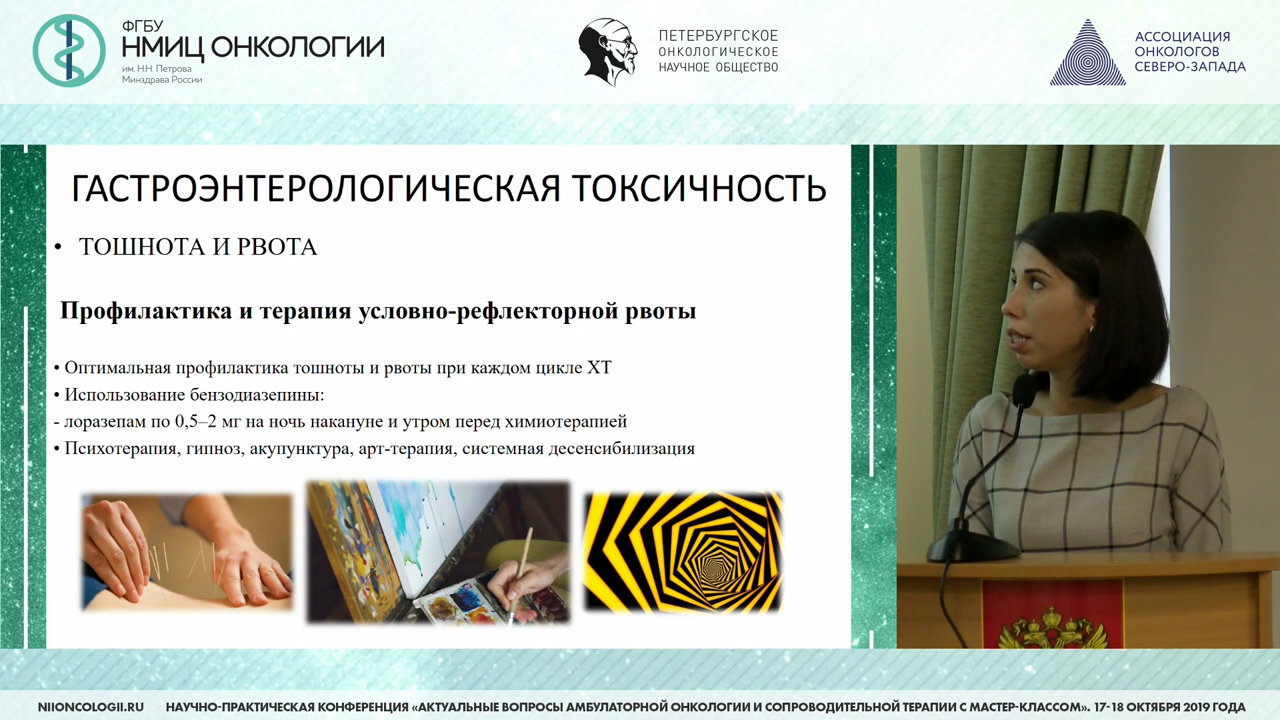 ФГБУ
НМИЦ ОНКОЛОГИИ
им. Н.Н. Петрова
Минздрава России
ПЕТЕРБУРГСКОЕ
ОНКОЛОГИЧЕСКОЕ
НАУЧНОЕ ОБЩЕСТВО
АССОЦИАЦИЯ
ОНКОЛОГОВ
СЕВЕРО-ЗАПАДА
ГАСТРОЭНТЕРОЛОГИЧЕСКАЯ ТОКСИЧНОСТЬ
• ТОШНОТА И РВОТА
Профилактика и терапия условно-рефлекторной рвоты
• Оптимальная профилактика тошноты и рвоты при каждом цикле ХТ
• Использование бензодиазепины:
- лоразепам по 0,5–2 мг на ночь накануне и утром перед химиотерапией
• Психотерапия, гипноз, акупунктура, арт-терапия, системная десенсибилизация
NIIONCOLOGII.RU НАУЧНО-ПРАКТИЧЕСКАЯ КОНФЕРЕНЦИЯ «АКТУАЛЬНЫЕ ВОПРОСЫ АМБУЛАТОРНОЙ ОНКОЛОГИИ И СОПРОВОДИТЕЛЬНОЙ ТЕРАПИИ С МАСТЕР-КЛАССОМ». 17-18 ОКТЯБРЯ 2019 ГОДА